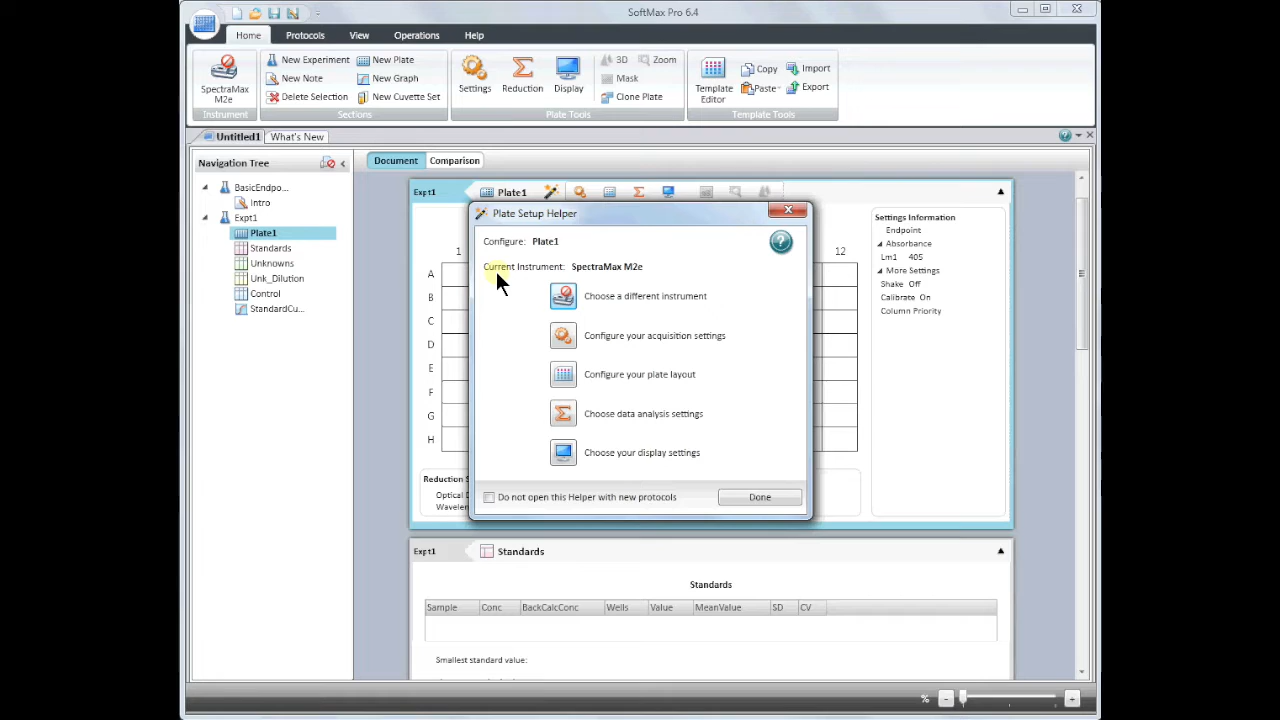 SoftMax Pro 6.4
Home Protocols View Operations Help
SpectraMax
M2e
Instrument
New Experiment New Plate
New Note New Graph
Delete Selection New Cuvette Set
Sections
Settings Reduction Display
3D Zoom
Mask
Clone Plate
Plate Tools
Template
Editor
Copy Import
Paste Export
Template Tools
Untitled1 What's New
Navigation Tree
BasicEndpo...
Intro
Expt1
Plate1
Standards
Unknowns
Unk_Dilution
Control
StandardCu...
Document Comparison
Expt1 Plate1
1 12
A
B
C
D
E
F
G
H
Settings Information
Endpoint
Absorbance
Lm1 405
More Settings
Shake Off
Calibrate On
Column Priority
Plate Setup Helper
Configure: Plate1
Current Instrument: SpectraMax M2e
Choose a different instrument
Configure your acquisition settings
Configure your plate layout
Choose data analysis settings
Choose your display settings
Do not open this Helper with new protocols Done
Reduction S
Optical D
Wavelen
Expt1 Standards
Standards
Sample Conc BackCalcConc Wells Value MeanValue SD CV
Smallest standard value:
% - +